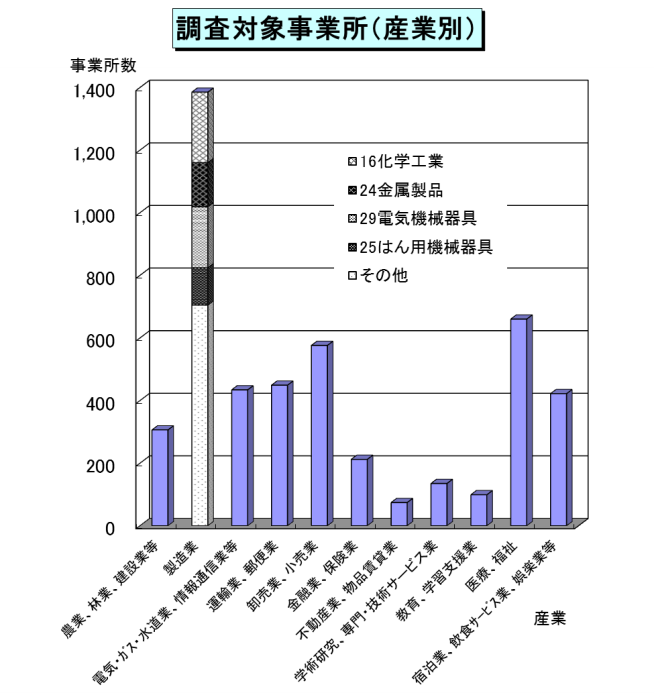 調査対象事業所（産業別）
事業所数
1,400
1,200
1,000
800
600
400
200
0
16化学工業
24金属製品
29電気機械器具
25はん用機械器具
その他
農業、林業、建設業等
製造業
電気・ｶﾞｽ・水道業、情報通信業等
運輸業、郵便業
卸売業、小売業
金融業、保険業
不動産業、物品賃貸業
学術研究、専門・技術サービス業
教育、学習支援業
医療、福祉
宿泊業、飲食ｻｰﾋﾞｽ業、娯楽業等
産業